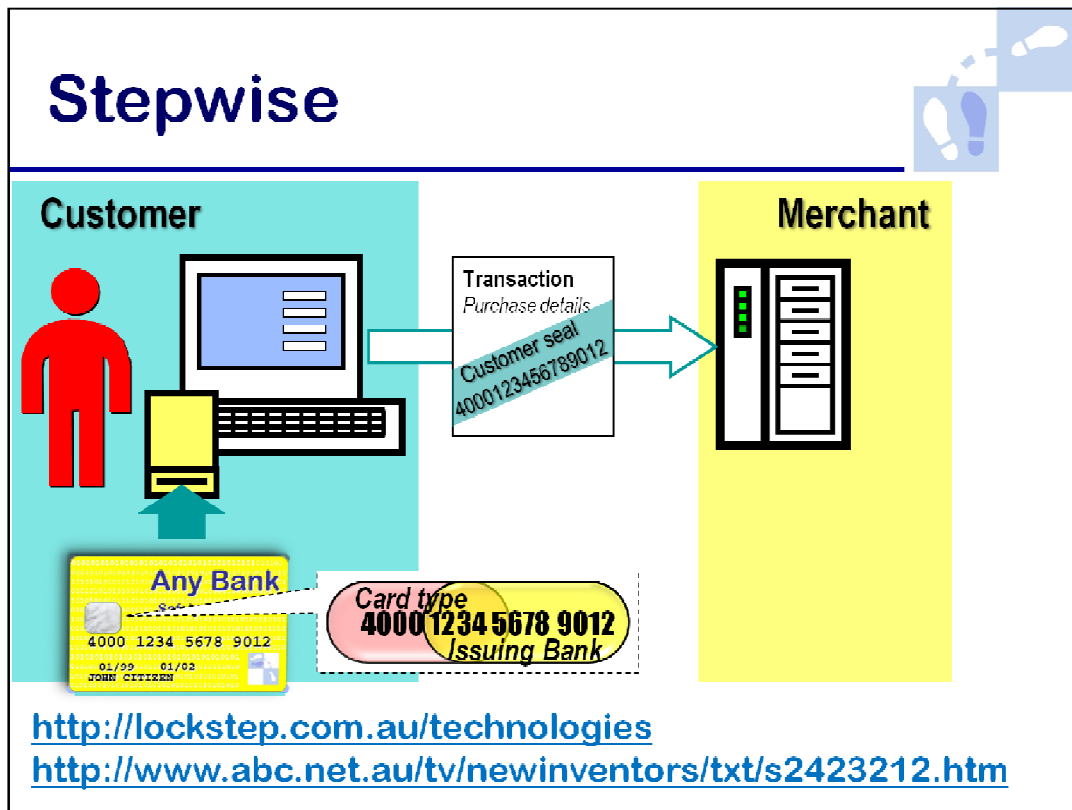 Stepwise
Customer
Merchant
Transaction
Purchase details
Customer seal
4000123456789012
Any Bank
4000 1234 5678 9012
01/99 01/02
JOHN CITIZEN
Card type
4000 1234 5678 9012
Issuing Bank
http://lockstep.com.au/technologies
http://www.abc.net.au/tv/newinventors/txt/s2423212.htm